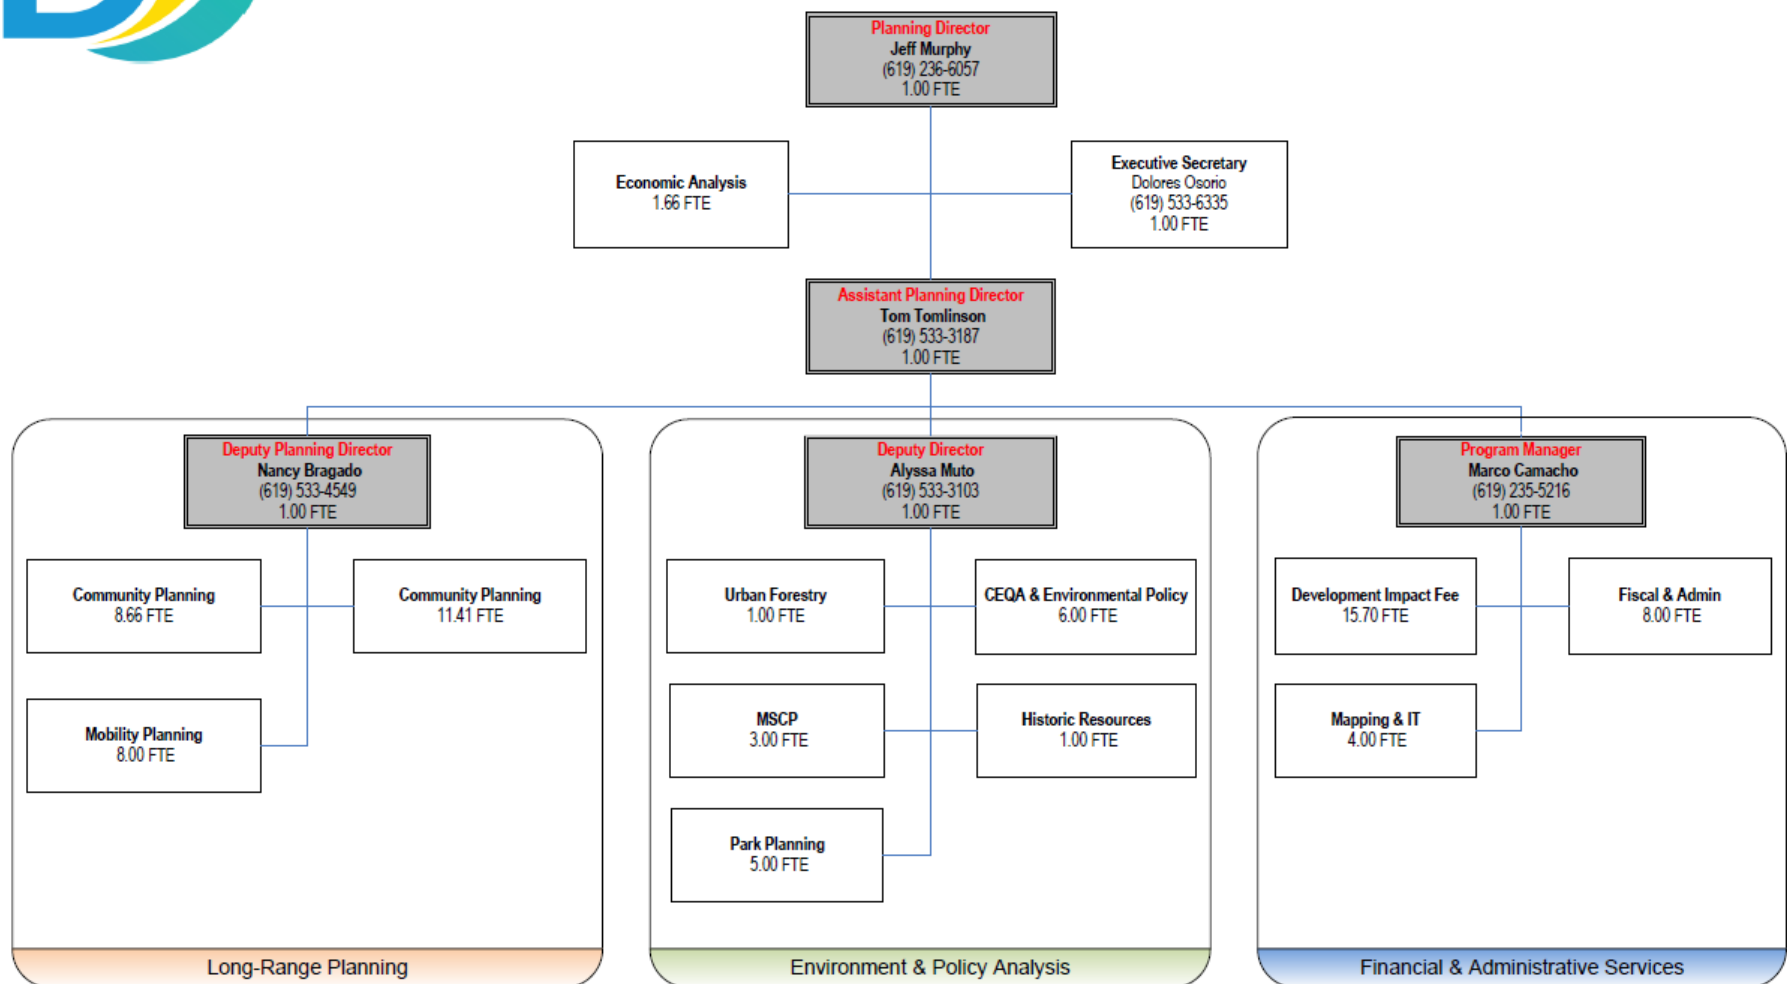 Planning Director
Jeff Murphy
(619) 236-6057
1.00 FTE
Economic Analysis
1.66 FTE
Executive Secretary
Dolores Osorio
(619) 533-6335
1.00 FTE
Assistant Planning Director
Tom Tomlinson
(619) 533-3187
1.00 FTE
Deputy Planning Director
Nancy Bragado
(619) 533-4549
1.00 FTE
Community Planning
8.66 FTE
Community Planning
11.41 FTE
Mobility Planning
8.00 FTE
Long-Range Planning
Deputy Director
Alyssa Muto
(619) 533-3103
1.00 FTE
Urban Forestry
1.00 FTE
CEQA & Environmental Policy
6.00 FTE
MSCP
3.00 FTE
Historic Resources
1.00 FTE
Park Planning
5.00 FTE
Environment & Policy Analysis
Program Manager
Marco Camacho
(619) 235-5216
1.00 FTE
Development Impact Fee
15.70 FTE
Fiscal & Admin
8.00 FTE
Mapping & IT
4.00 FTE
Financial & Administrative Services